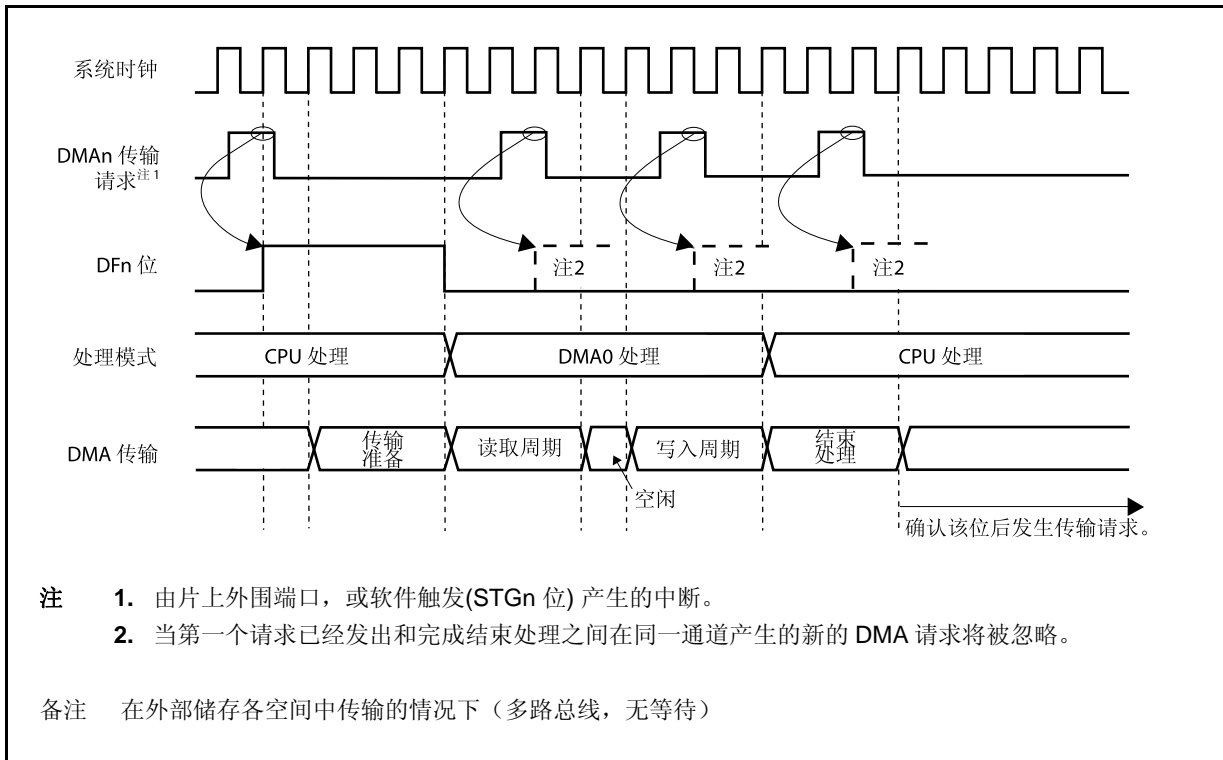 系统时钟
DMAn 传输
请求注1
DFn 位
注2
注2
注2
处理模式
CPU 处理
DMA0 处理
CPU 处理
DMA 传输
传输
准备
读取周期
写入周期
结束
处理
空闲
确认该位后发生传输请求。
注 1. 由片上外围端口，或软件触发(STGn 位) 产生的中断。
2. 当第一个请求已经发出和完成结束处理之间在同一通道产生的新的 DMA 请求将被忽略。
备注 在外部储存各空间中传输的情况下（多路总线，无等待）